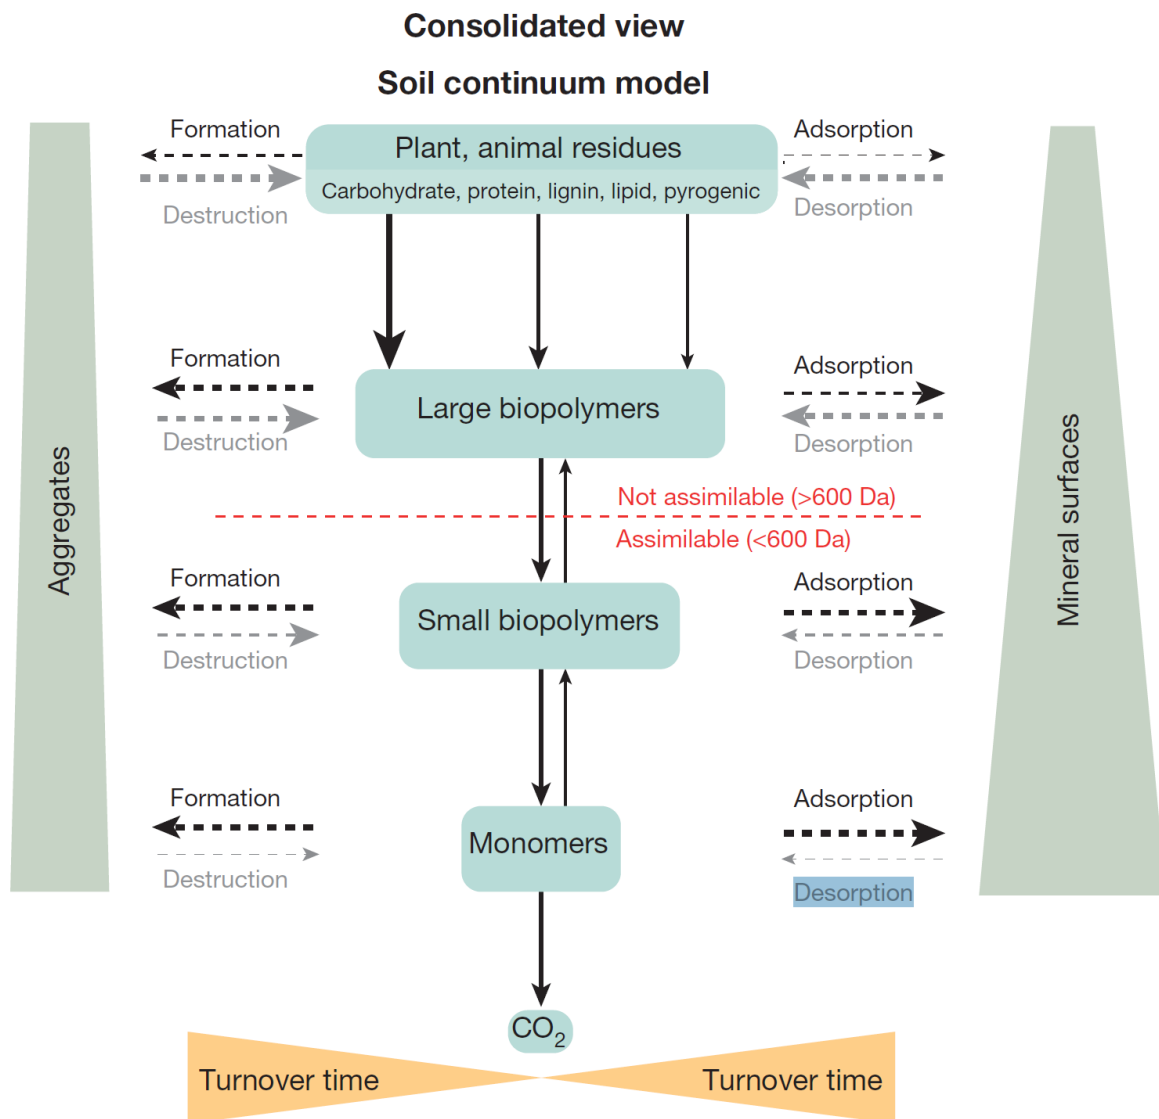 Consolidated view
Soil continuum model
Formation
Plant, animal residues
Adsorption
Carbohydrate, protein, lignin, lipid, pyrogenic
Destruction
Desorption
Formation
Adsorption
Large biopolymers
Destruction
Desorption
Aggregates
Mineral surfaces
Not assimilable (>600 Da)
Assimilable (<600 Da)
Formation
Adsorption
Small biopolymers
Destruction
Desorption
Formation
Adsorption
Monomers
Destruction
Desorption
CO₂
Turnover time
Turnover time